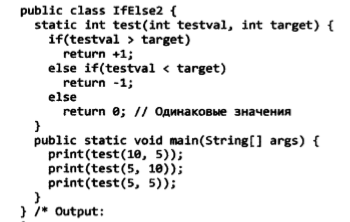 public class IfElse2 {
static int test(int testval, int target) {
if(testval > target)
return +1;
else if(testval < target)
return -1;
else
return 0; // Одинаковые значения
}
public static void main(String[] args) {
print(test(10, 5));
print(test(5, 10));
print(test(5, 5));
}
} /* Output: